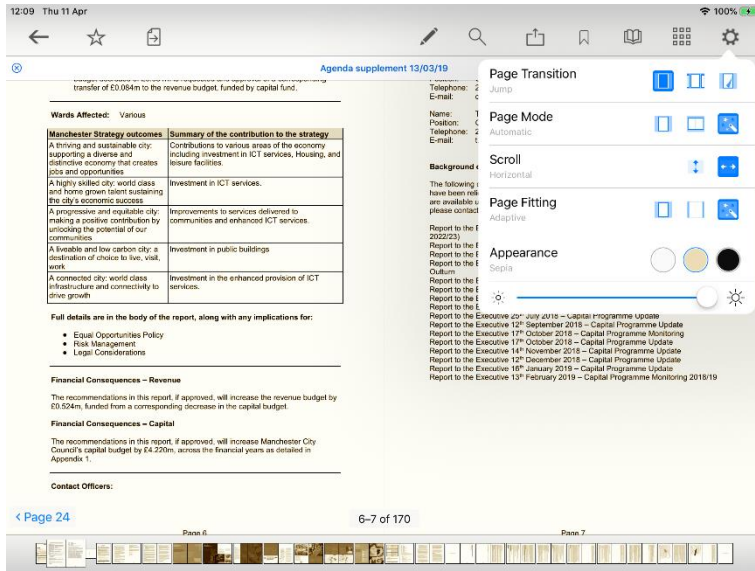 12:09 Thu 11 Apr
100%
Agenda supplement 13/03/19
transfer of £0.084m to the revenue budget, funded by capital fund.
Wards Affected: Various
Manchester Strategy outcomes
Summary of the contribution to the strategy
A thriving and sustainable city:
supporting a diverse and
distinctive economy that creates
jobs and opportunities
Contributions to various areas of the economy
including investment in ICT services, Housing, and
leisure facilities.
A highly skilled city: world class
and home grown talent sustaining
the city's economic success
Investment in ICT services.
A progressive and equitable city:
making a positive contribution by
unlocking the potential of our
communities
Improvements to services delivered to
communities and enhanced ICT services.
A liveable and low carbon city: a
destination of choice to live, visit,
work
Investment in public buildings
A connected city: world class
infrastructure and connectivity to
drive growth
Investment in the enhanced provision of ICT
services.
Full details are in the body of the report, along with any implications for:
• Equal Opportunities Policy
• Risk Management
• Legal Considerations
Financial Consequences – Revenue
The recommendations in this report, if approved, will increase the revenue budget by
£0.524m, funded from a corresponding decrease in the capital budget.
Financial Consequences – Capital
The recommendations in this report, if approved, will increase Manchester City
Council's capital budget by £4.220m, across the financial years as detailed in
Appendix 1.
Contact Officers:
Telephone: 2
E-mail:
Name: T
Position:
Telephone: 2
E-mail: t
Background
The following
have been reli
are available u
please contact
Report to the E
2022/23)
Report to the E
Report to the E
Report to the E
Outturn
Report to the E
Report to the E
Report to the E
Report to the E
Report to the Executive 25th July 2018 – Capital Programme Update
Report to the Executive 12th September 2018 – Capital Programme Update
Report to the Executive 17th October 2018 – Capital Programme Monitoring
Report to the Executive 17th October 2018 – Capital Programme Update
Report to the Executive 14th November 2018 – Capital Programme Update
Report to the Executive 12th December 2018 – Capital Programme Update
Report to the Executive 16th January 2019 – Capital Programme Update
Report to the Executive 13th February 2019 – Capital Programme Monitoring 2018/19
Page Transition
Jump
Page Mode
Automatic
Scroll
Horizontal
Page Fitting
Adaptive
Appearance
Sepia
< Page 24
6–7 of 170
Page 6
Page 7